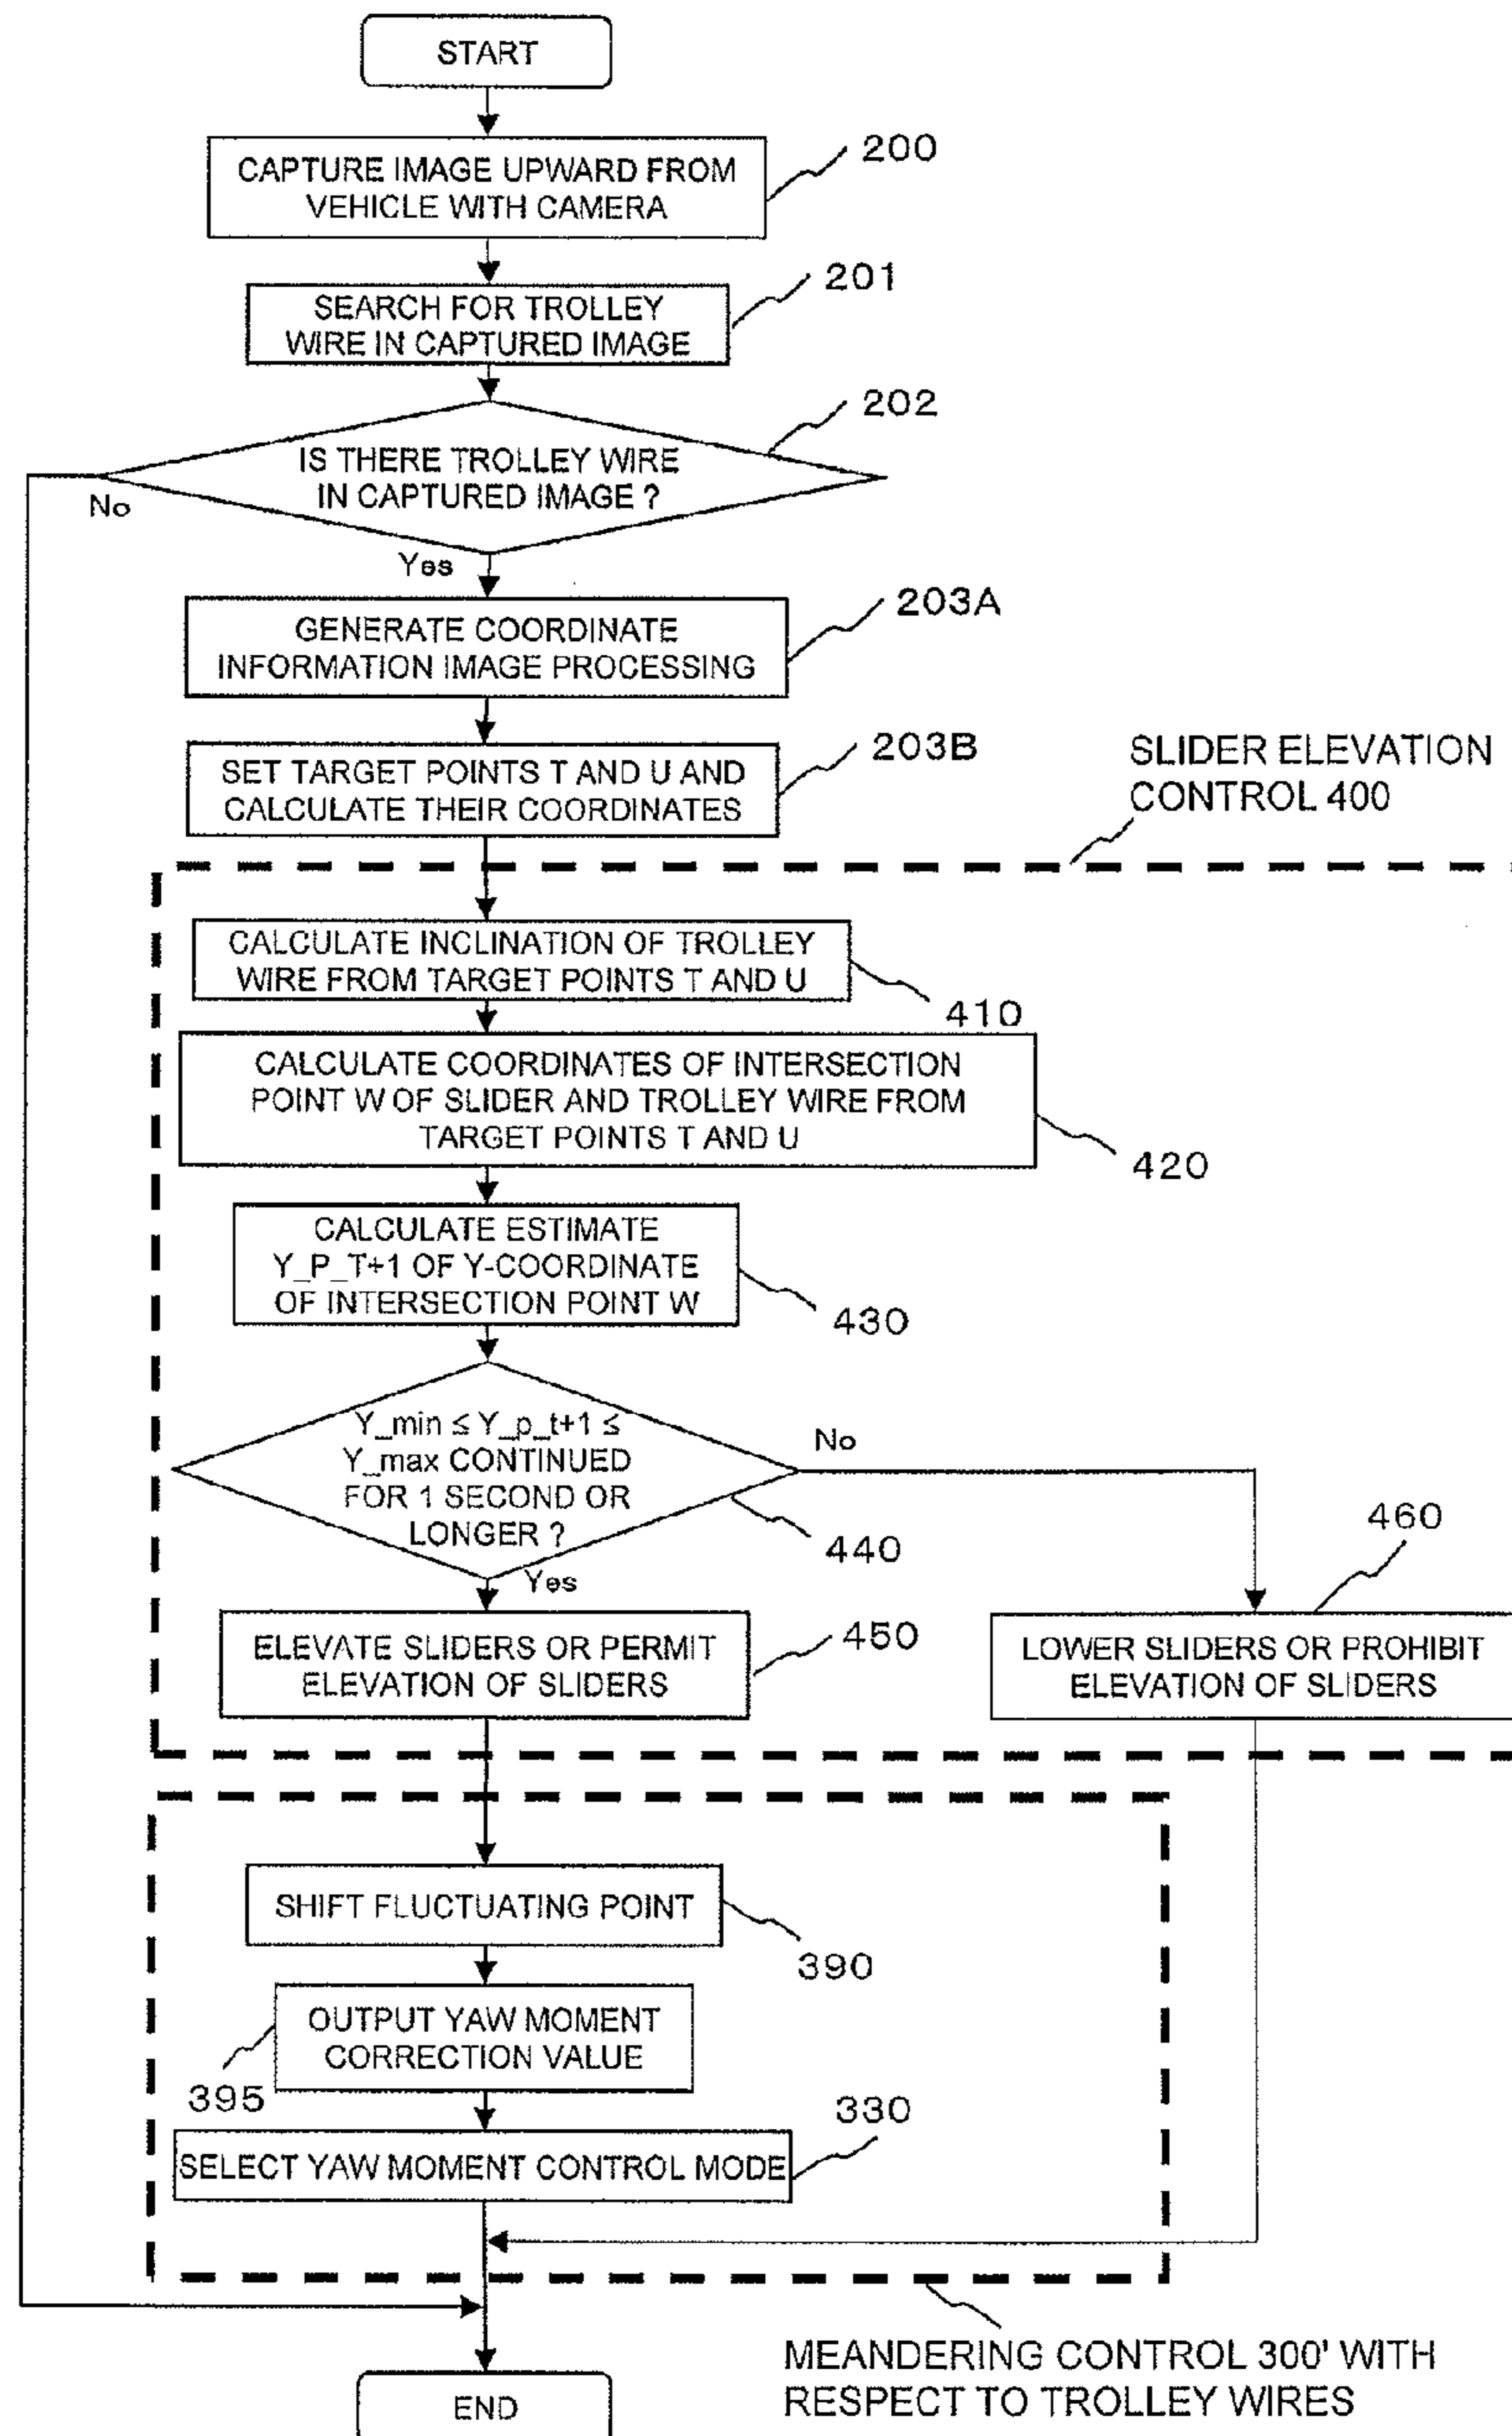 START
CAPTURE IMAGE UPWARD FROM
VEHICLE WITH CAMERA
200
SEARCH FOR TROLLEY
WIRE IN CAPTURED IMAGE
201
IS THERE TROLLEY WIRE
IN CAPTURED IMAGE ?
202
No
Yes
GENERATE COORDINATE
INFORMATION IMAGE PROCESSING
203A
SET TARGET POINTS T AND U AND
CALCULATE THEIR COORDINATES
203B
SLIDER ELEVATION
CONTROL 400
CALCULATE INCLINATION OF TROLLEY
WIRE FROM TARGET POINTS T AND U
410
CALCULATE COORDINATES OF INTERSECTION
POINT W OF SLIDER AND TROLLEY WIRE FROM
TARGET POINTS T AND U
420
CALCULATE ESTIMATE
Y_P_T+1 OF Y-COORDINATE
OF INTERSECTION POINT W
430
Y_min ≤ Y_p_t+1 ≤
Y_max CONTINUED
FOR 1 SECOND OR
LONGER ?
440
No
Yes
ELEVATE SLIDERS OR PERMIT
ELEVATION OF SLIDERS
450
460
LOWER SLIDERS OR PROHIBIT
ELEVATION OF SLIDERS
SHIFT FLUCTUATING POINT
390
OUTPUT YAW MOMENT
CORRECTION VALUE
395
330
SELECT YAW MOMENT CONTROL MODE
MEANDERING CONTROL 300' WITH
RESPECT TO TROLLEY WIRES
END